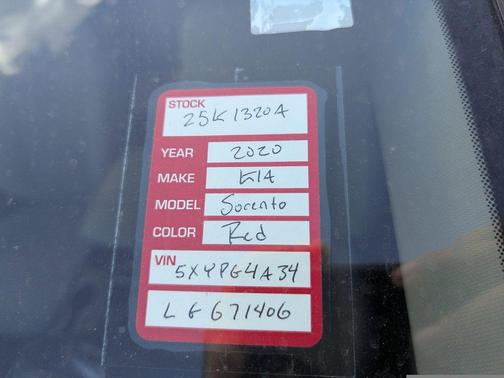 STOCK
25K1320A
YEAR 2020
MAKE KIA
MODEL Sorento
COLOR Red
VIN 5XYPG4A34
LG671406